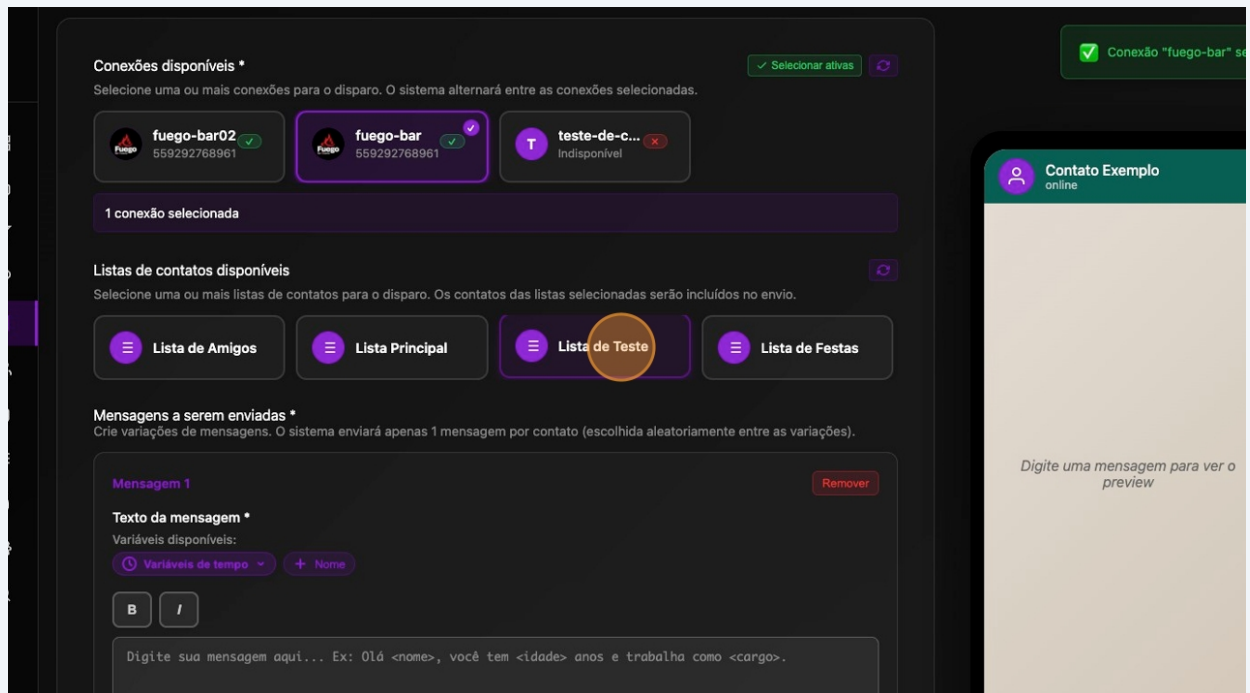 Conexões disponíveis *
Selecionar ativas
Selecione uma ou mais conexões para o disparo. O sistema alternará entre as conexões selecionadas.
Fuego
fuego-bar02
559292768961
Fuego
fuego-bar
559292768961
T
teste-de-c...
Indisponível
1 conexão selecionada
Listas de contatos disponíveis
Selecione uma ou mais listas de contatos para o disparo. Os contatos das listas selecionadas serão incluídos no envio.
Lista de Amigos
Lista Principal
Lista de Teste
Lista de Festas
Mensagens a serem enviadas *
Crie variações de mensagens. O sistema enviará apenas 1 mensagem por contato (escolhida aleatoriamente entre as variações).
Mensagem 1
Remover
Texto da mensagem *
Variáveis disponíveis:
Variáveis de tempo
+ Nome
B
I
Digite sua mensagem aqui... Ex: Olá <nome>, você tem <idade> anos e trabalha como <cargo>.
Conexão "fuego-bar" se
Contato Exemplo
online
Digite uma mensagem para ver o
preview